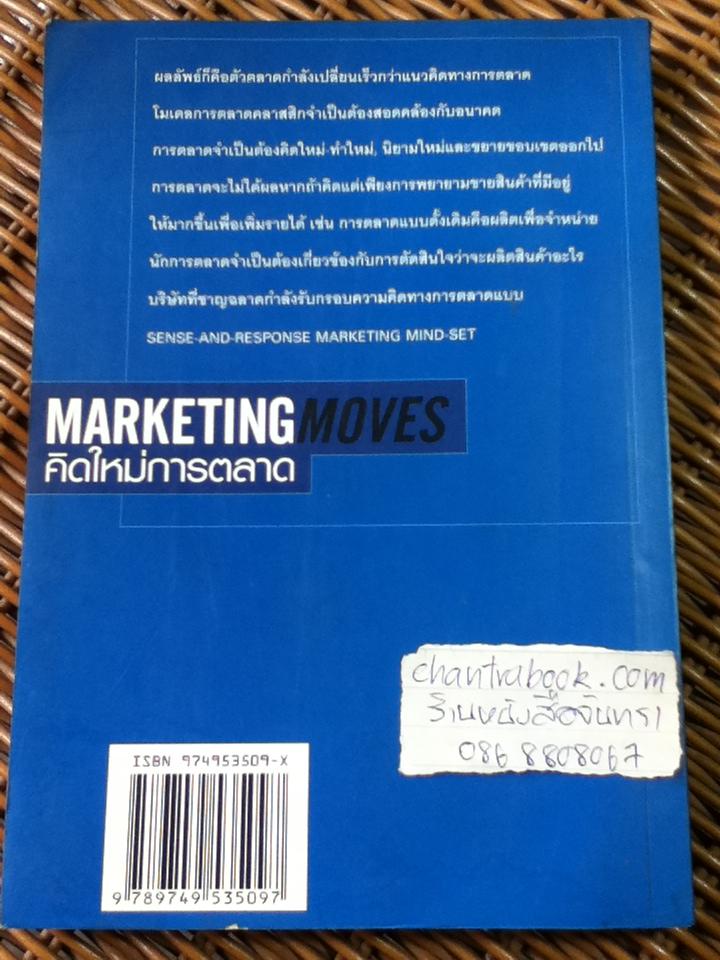 ผลลัพธ์ก็คือตัวตลาดกำลังเปลี่ยนเร็วกว่าแนวคิดทางการตลาด
โมเดลการตลาดคลาสสิกจำเป็นต้องสอดคล้องกับอนาคต
การตลาดจำเป็นต้องคิดใหม่-ทำใหม่, นิยามใหม่และขยายขอบเขตออกไป
การตลาดจะไม่ได้ผลหากถ้าคิดแต่เพียงการพยายามขายสินค้าที่มีอยู่
ให้มากขึ้นเพื่อเพิ่มรายได้ เช่น การตลาดแบบดั้งเดิมคือผลิตเพื่อจำหน่าย
นักการตลาดจำเป็นต้องเกี่ยวข้องกับการตัดสินใจว่าจะผลิตสินค้าอะไร
บริษัทที่ชาญฉลาดกำลังรับกรอบความคิดทางการตลาดแบบ
SENSE-AND-RESPONSE MARKETING MIND-SET
MARKETING MOVES
คิดใหม่การตลาด
chantrabook.com
ร้านหนังสือจันทรา
086 8808067
ISBN 974953509-X
9 789749 535097